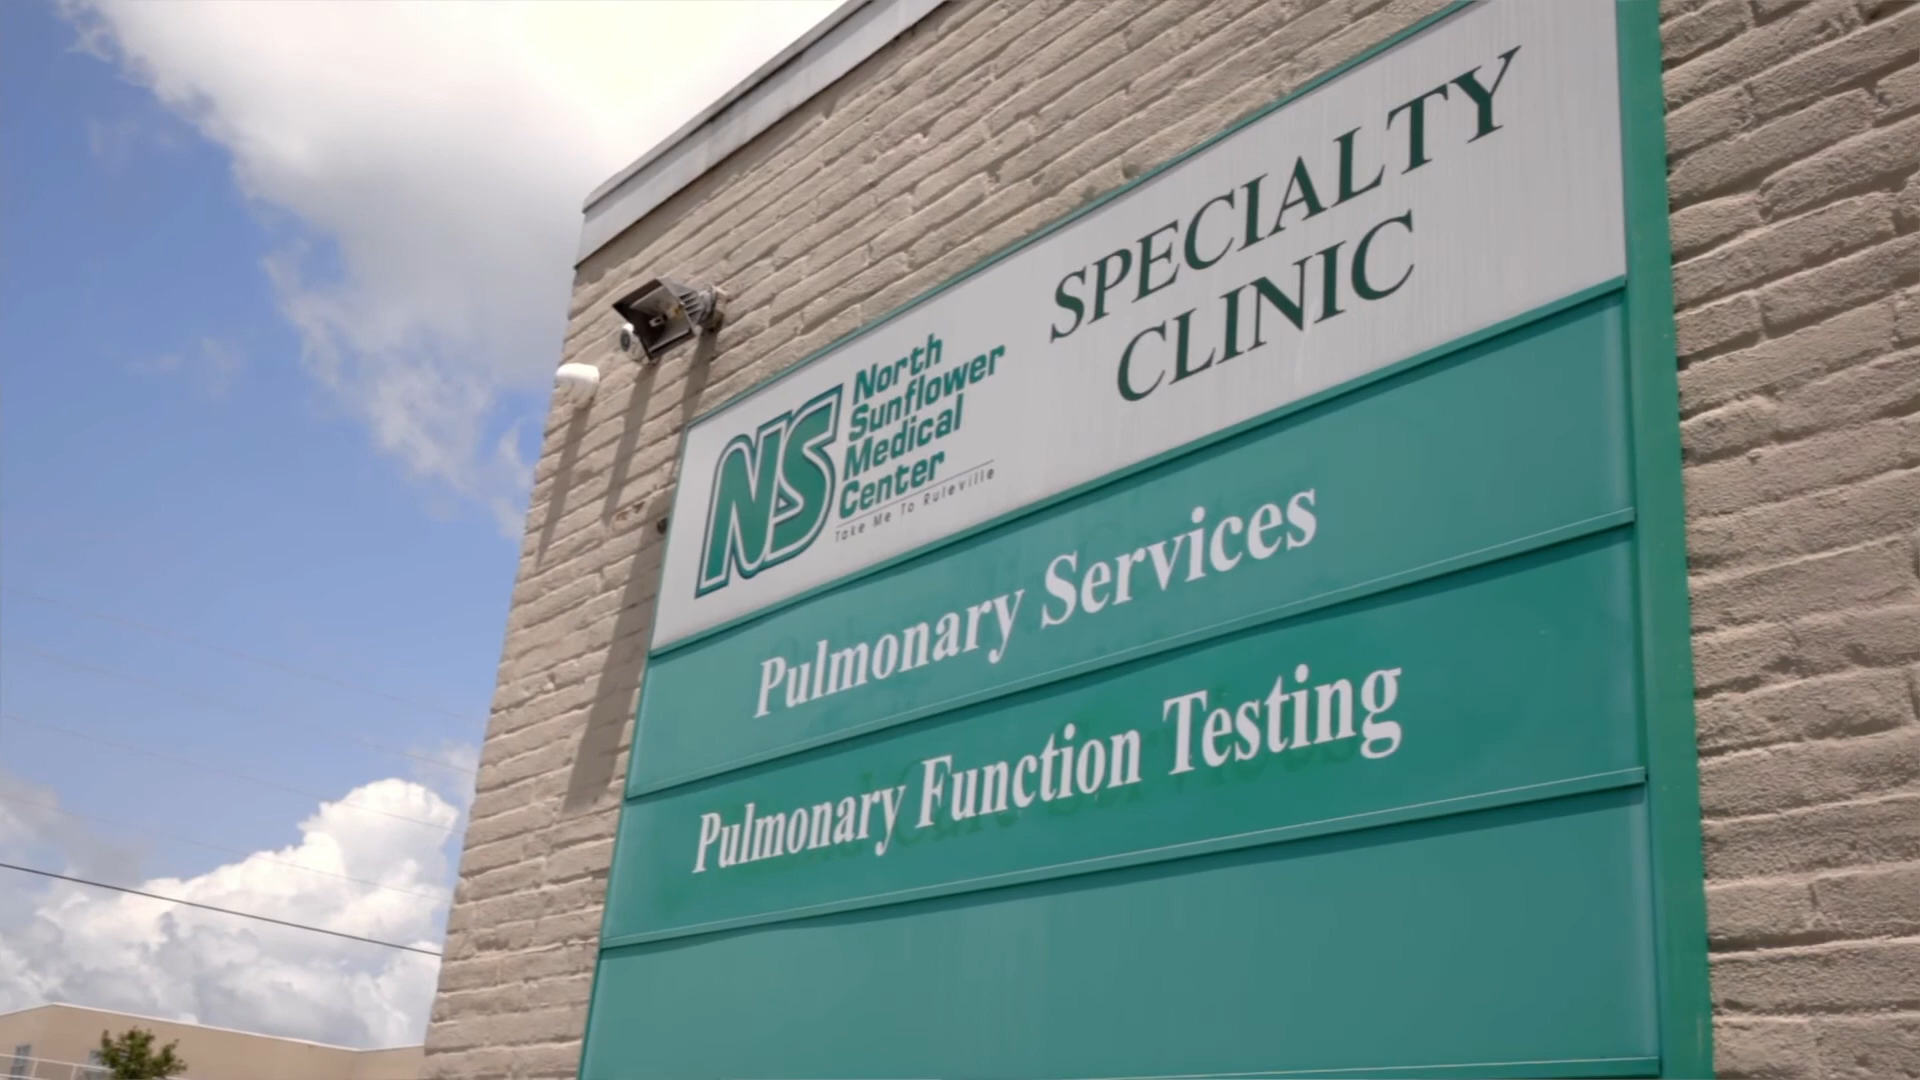 NS
North
Sunflower
Medical
Center
Take Me To Ruleville
SPECIALTY
CLINIC
Pulmonary Services
Pulmonary Function Testing